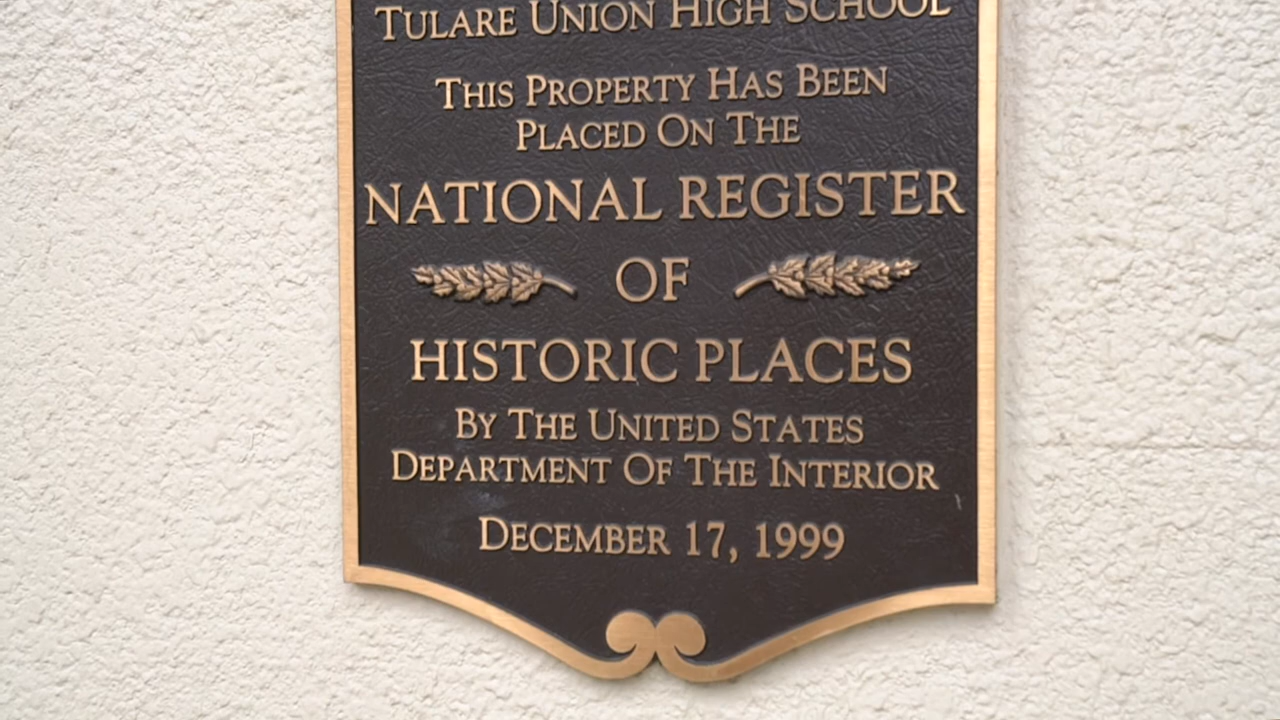 TULARE UNION HIGH SCHOOL
THIS PROPERTY HAS BEEN
PLACED ON THE
NATIONAL REGISTER
OF
HISTORIC PLACES
BY THE UNITED STATES
DEPARTMENT OF THE INTERIOR
DECEMBER 17, 1999